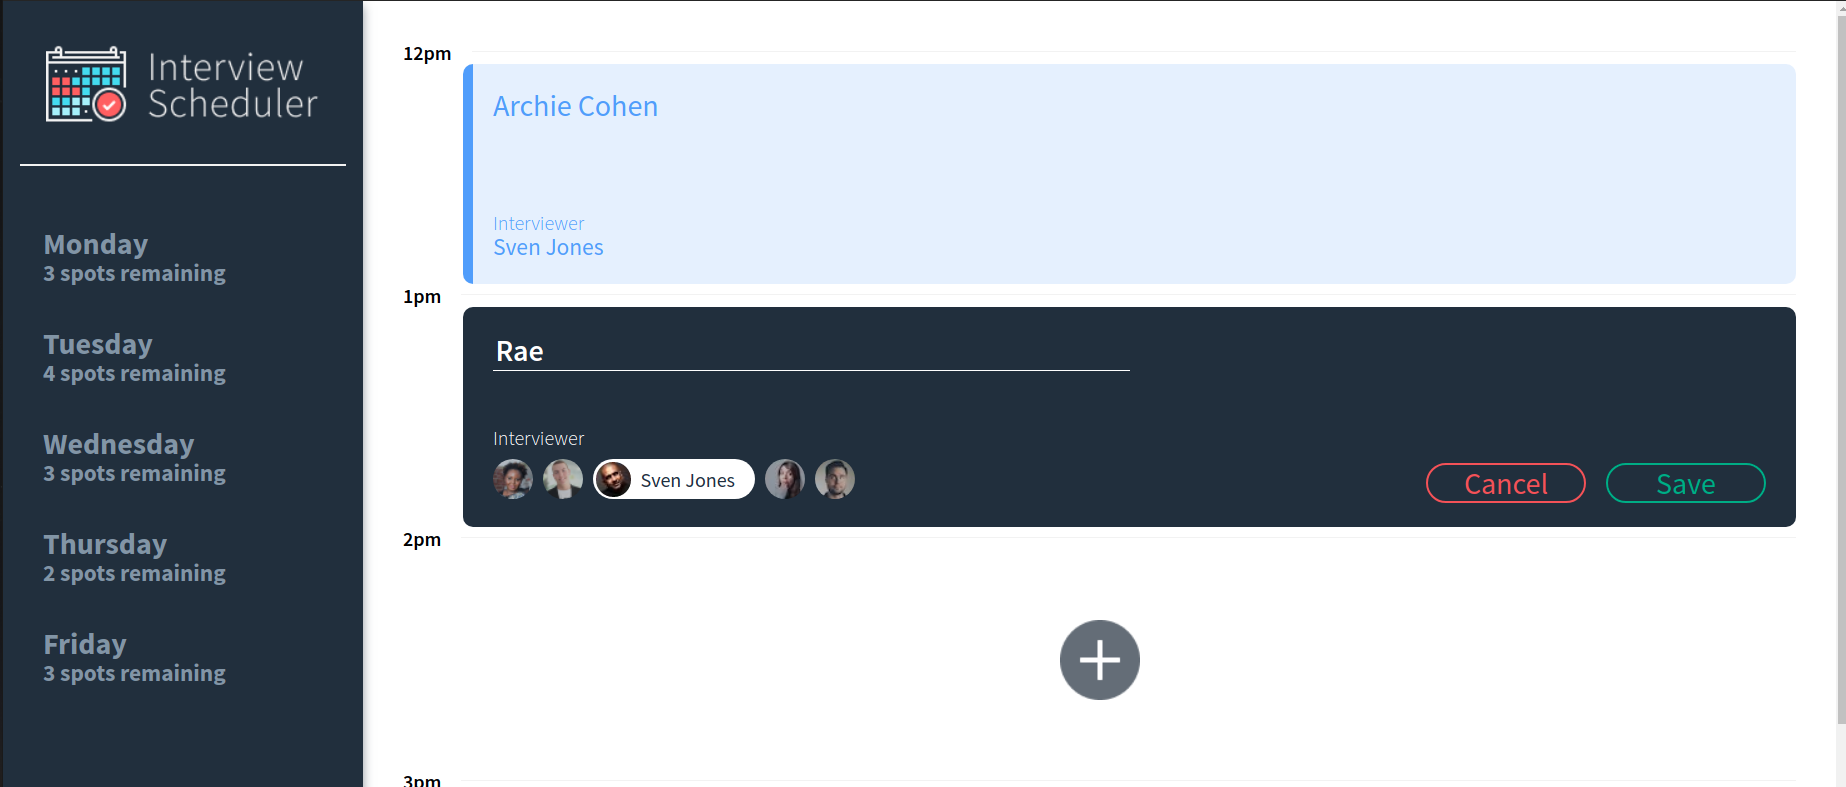 Interview
Scheduler
Monday
3 spots remaining
Tuesday
4 spots remaining
Wednesday
3 spots remaining
Thursday
2 spots remaining
Friday
3 spots remaining
12pm
Archie Cohen
Interviewer
Sven Jones
1pm
Rae
Interviewer
Sven Jones
Cancel
Save
2pm
3pm